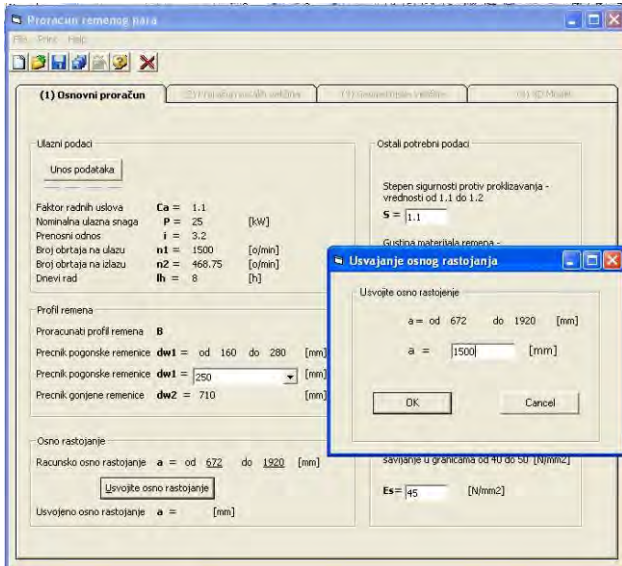 Proracun remenog para
File Print Help
(1) Osnovni proračun
Ulazni podaci
Unos podataka
Faktor radnih uslova Ca = 1.1
Nominalna ulazna snaga P = 25 [kW]
Prenosni odnos i = 3.2
Broj obrtaja na ulazu n1 = 1500 [o/min]
Broj obrtaja na izlazu n2 = 468.75 [o/min]
Dnevi rad lh = 8 [h]
Profil remena
Proracunati profil remena B
Precnik pogonske remenice dw1 = od 160 do 280 [mm]
Precnik pogonske remenice dw1 = 250 [mm]
Precnik gonjene remenice dw2 = 710 [mm]
Osno rastojanje
Racunsko osno rastojanje a = od 672 do 1920 [mm]
Usvojite osno rastojanje
Usvojeno osno rastojanje a = [mm]
Ostali potrebni podaci
Stepen sigurnosti protiv proklizavanja -
vrednosti od 1.1 do 1.2
S = 1.1
Gustina materijala remena -
Usvajanje osnog rastojanja
Usvojite osno rastojenje
a = od 672 do 1920 [mm]
a = 1500 [mm]
OK Cancel
savijanje u granicama od 40 do 50 [N/mm2]
Es= 45 [N/mm2]